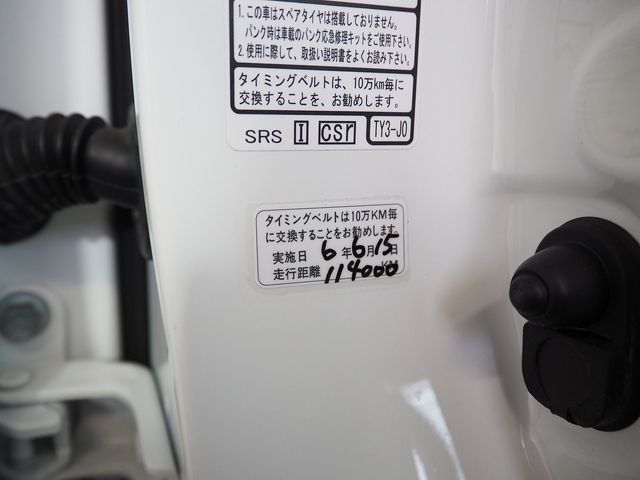 1.この車はスペアタイヤは搭載しておりません。
パンク時は車載のパンク応急修理キットをご使用下さい。
2.使用に際して、取扱い説明書をよくお読み下さい。
タイミングベルトは、10万km毎に
交換することを、お勧めします。
SRS I csr TY3-J0
タイミングベルトは10万KM毎
に交換することをお勧めします。
実施日 6年6月15日
走行距離 114000KM